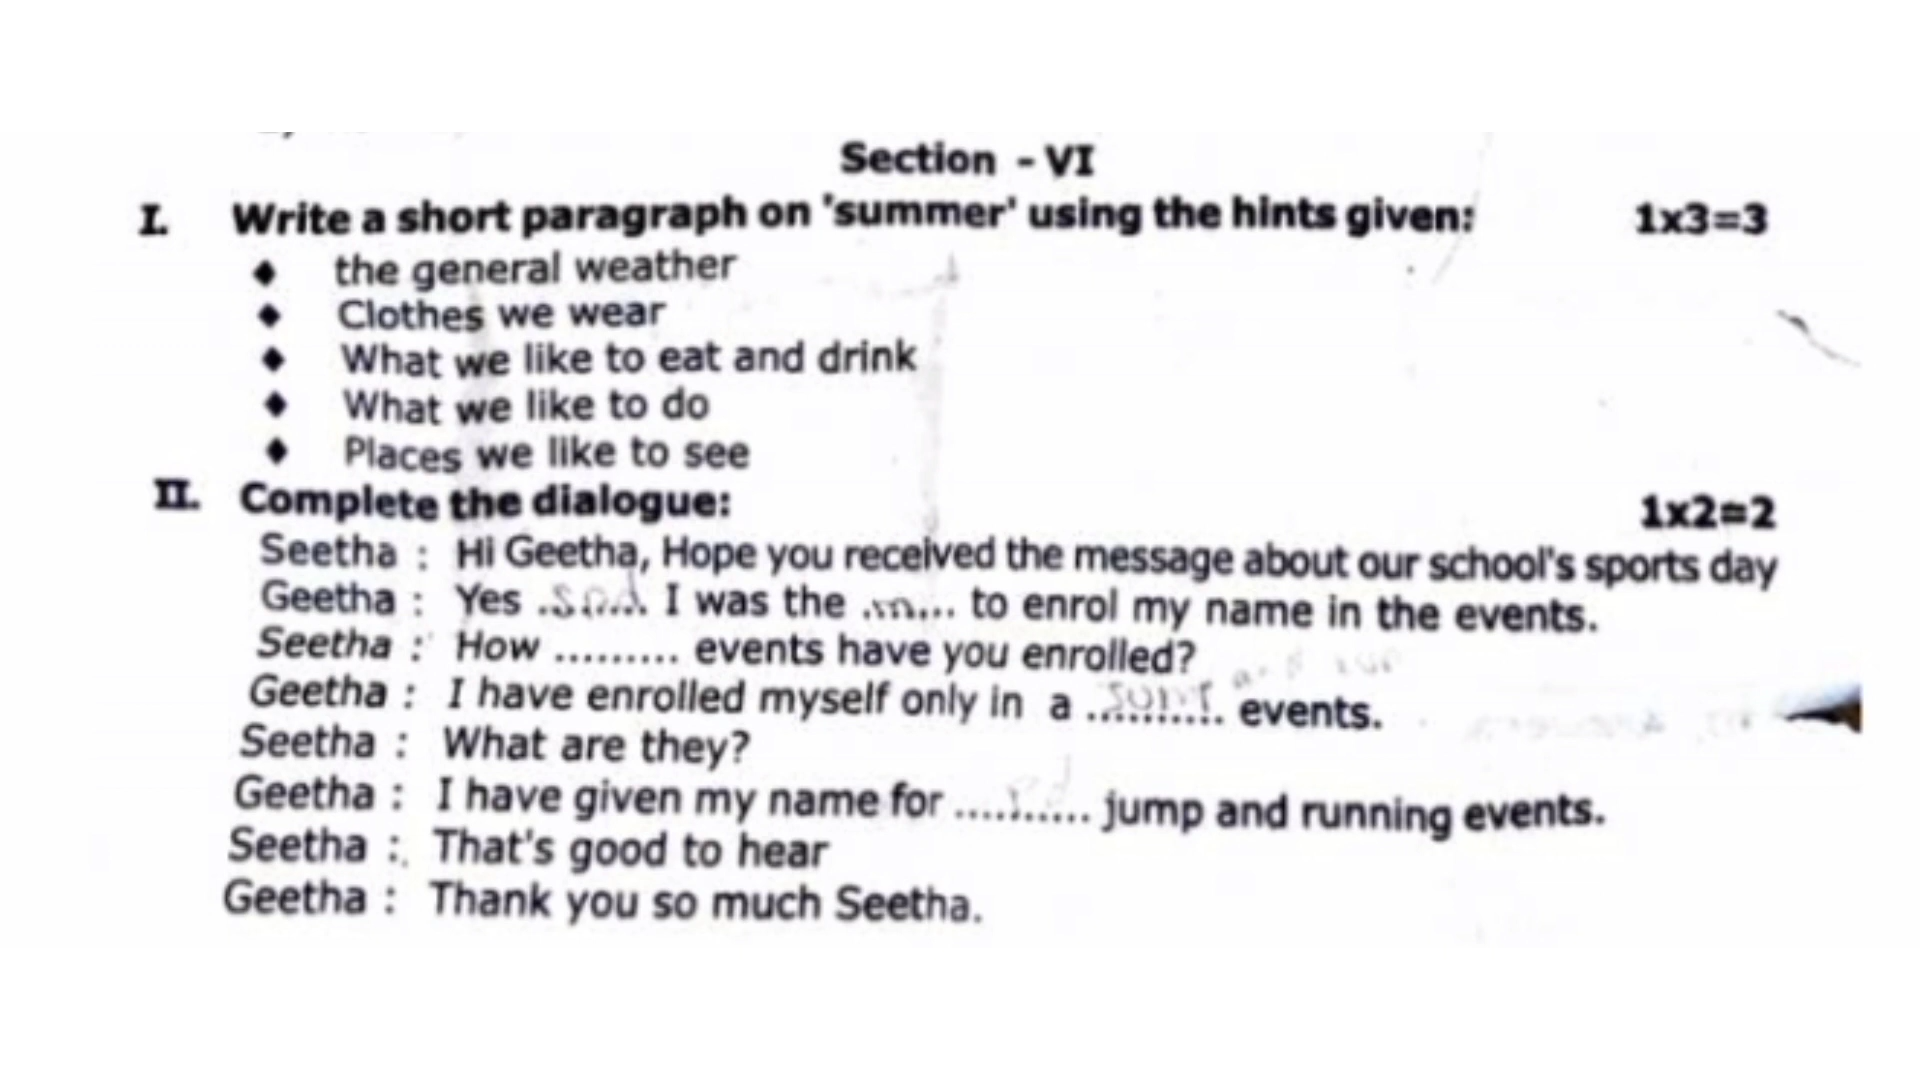 Section - VI
I. Write a short paragraph on 'summer' using the hints given: 1x3=3
♦ the general weather
♦ Clothes we wear
♦ What we like to eat and drink
♦ What we like to do
♦ Places we like to see
II. Complete the dialogue: 1x2=2
Seetha : Hi Geetha, Hope you received the message about our school's sports day
Geetha : Yes .......... I was the .......... to enrol my name in the events.
Seetha : How ......... events have you enrolled?
Geetha : I have enrolled myself only in a .......... events.
Seetha : What are they?
Geetha : I have given my name for .......... jump and running events.
Seetha : That's good to hear
Geetha : Thank you so much Seetha.